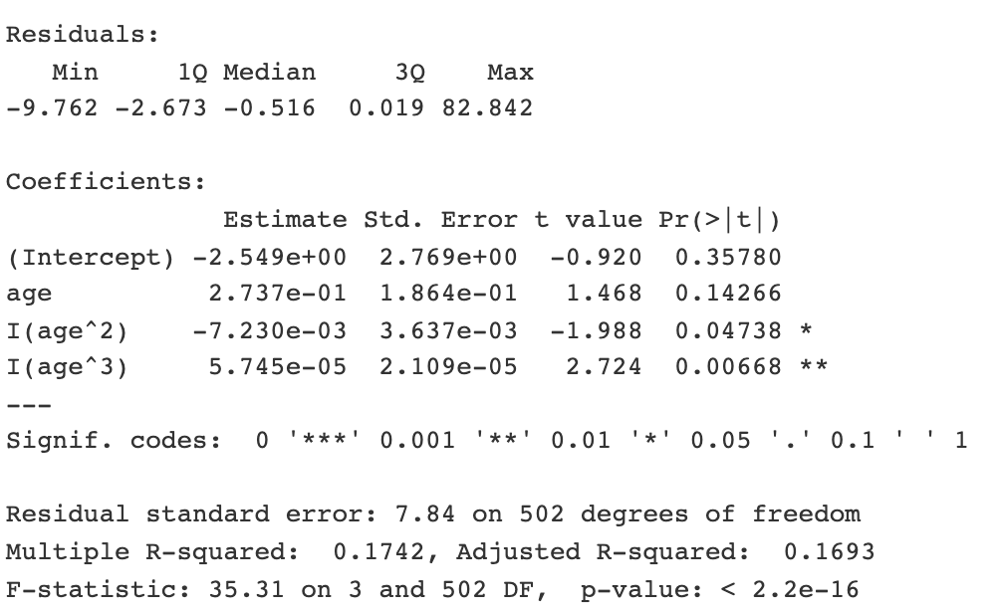 Residuals:
   Min     1Q Median     3Q    Max
-9.762 -2.673 -0.516  0.019 82.842
Coefficients:
              Estimate Std. Error t value Pr(>|t|)
(Intercept) -2.549e+00  2.769e+00  -0.920  0.35780
age          2.737e-01  1.864e-01   1.468  0.14266
I(age^2)    -7.230e-03  3.637e-03  -1.988  0.04738 *
I(age^3)     5.745e-05  2.109e-05   2.724  0.00668 **
---
Signif. codes:  0 '***' 0.001 '**' 0.01 '*' 0.05 '.' 0.1 ' ' 1
Residual standard error: 7.84 on 502 degrees of freedom
Multiple R-squared:  0.1742, Adjusted R-squared:  0.1693
F-statistic: 35.31 on 3 and 502 DF,  p-value: < 2.2e-16